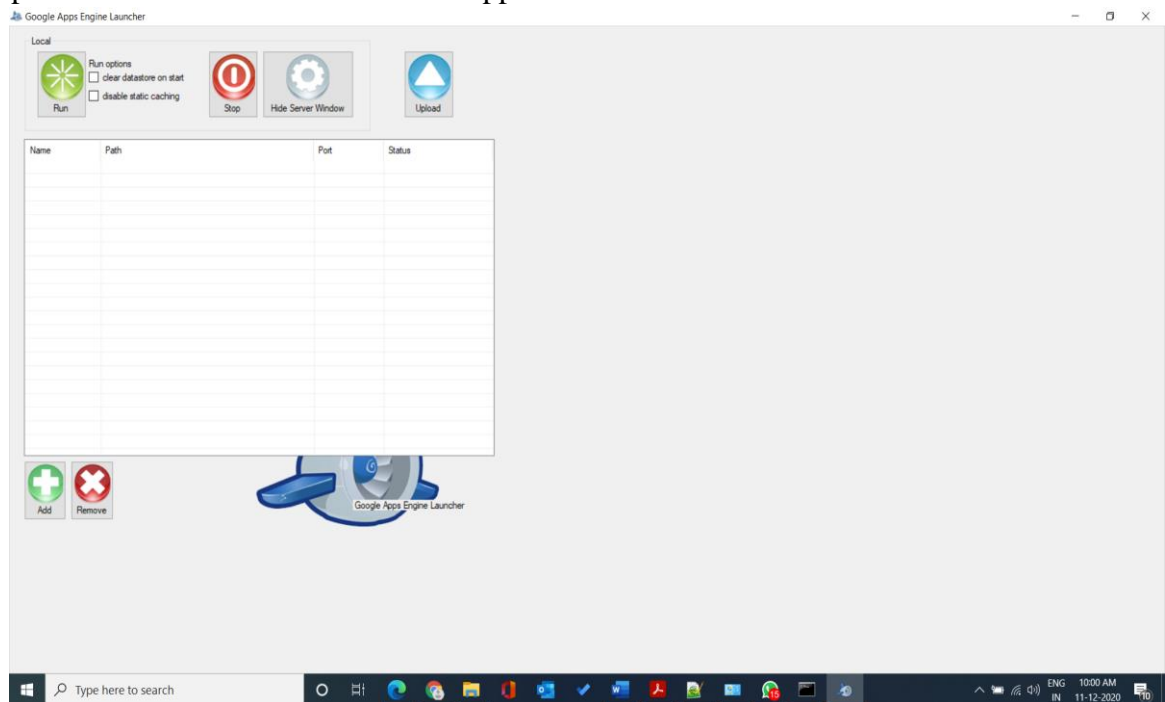 Google Apps Engine Launcher
Local
Run options
clear datastore on start
disable static caching
Run
Stop
Hide Server Window
Upload
Name Path Port Status
Add Remove
Google Apps Engine Launcher
Type here to search
15
ENG 10:00 AM
IN 11-12-2020
10